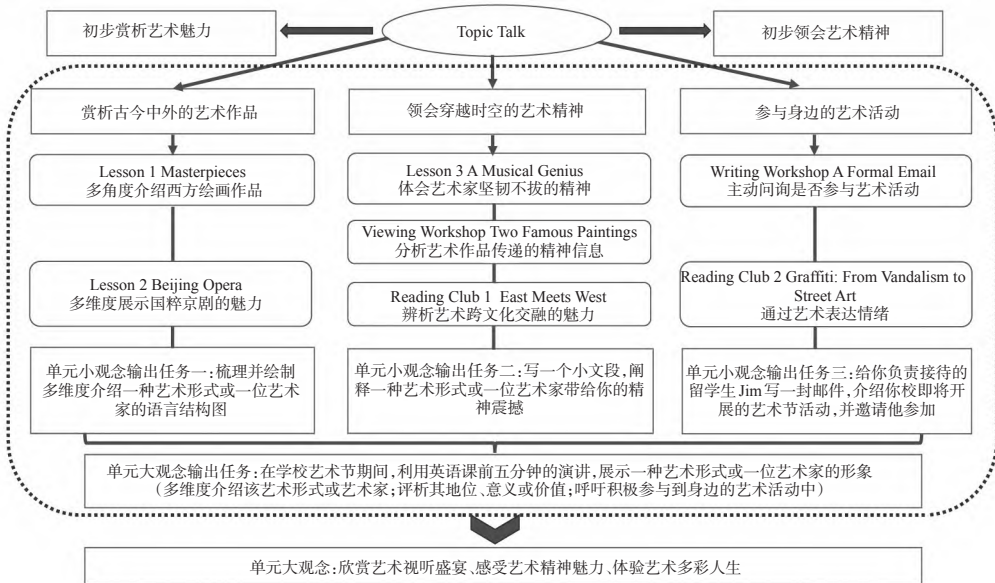 初步赏析艺术魅力
Topic Talk
初步领会艺术精神
赏析古今中外的艺术作品
领会穿越时空的艺术精神
参与身边的艺术活动
Lesson 1 Masterpieces
多角度介绍西方绘画作品
Lesson 3 A Musical Genius
体会艺术家坚韧不拔的精神
Writing Workshop A Formal Email
主动问询是否参与艺术活动
Viewing Workshop Two Famous Paintings
分析艺术作品传递的精神信息
Lesson 2 Beijing Opera
多维度展示国粹京剧的魅力
Reading Club 1 East Meets West
辨析艺术跨文化交融的魅力
Reading Club 2 Graffiti: From Vandalism to
Street Art
通过艺术表达情绪
单元小观念输出任务一:梳理并绘制
多维度介绍一种艺术形式或一位艺术
家的语言结构图
单元小观念输出任务二:写一个小文段,阐
释一种艺术形式或一位艺术家带给你的精
神震撼
单元小观念输出任务三:给你负责接待的
留学生Jim写一封邮件,介绍你校即将开
展的艺术节活动,并邀请他参加
单元大观念输出任务:在学校艺术节期间,利用英语课前五分钟的演讲,展示一种艺术形式或一位艺术家的形象
(多维度介绍该艺术形式或艺术家;评析其地位、意义或价值;呼吁积极参与到身边的艺术活动中)
单元大观念:欣赏艺术视听盛宴、感受艺术精神魅力、体验艺术多彩人生